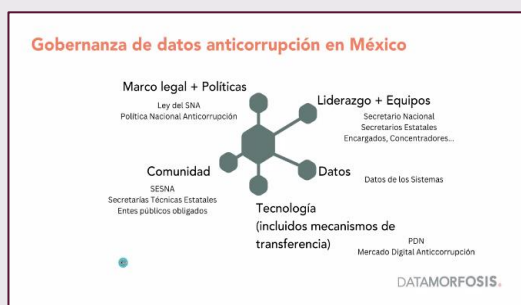 Gobernanza de datos anticorrupción en México
Marco legal + Políticas
Ley del SNA
Política Nacional Anticorrupción
Liderazgo + Equipos
Secretario Nacional
Secretarios Estatales
Encargados, Concentradores...
Comunidad
SESNA
Secretarías Técnicas Estatales
Entes públicos obligados
Datos
Datos de los Sistemas
Tecnología
(incluidos mecanismos de
transferencia)
PDN
Mercado Digital Anticorrupción
DATAMORFOSIS.